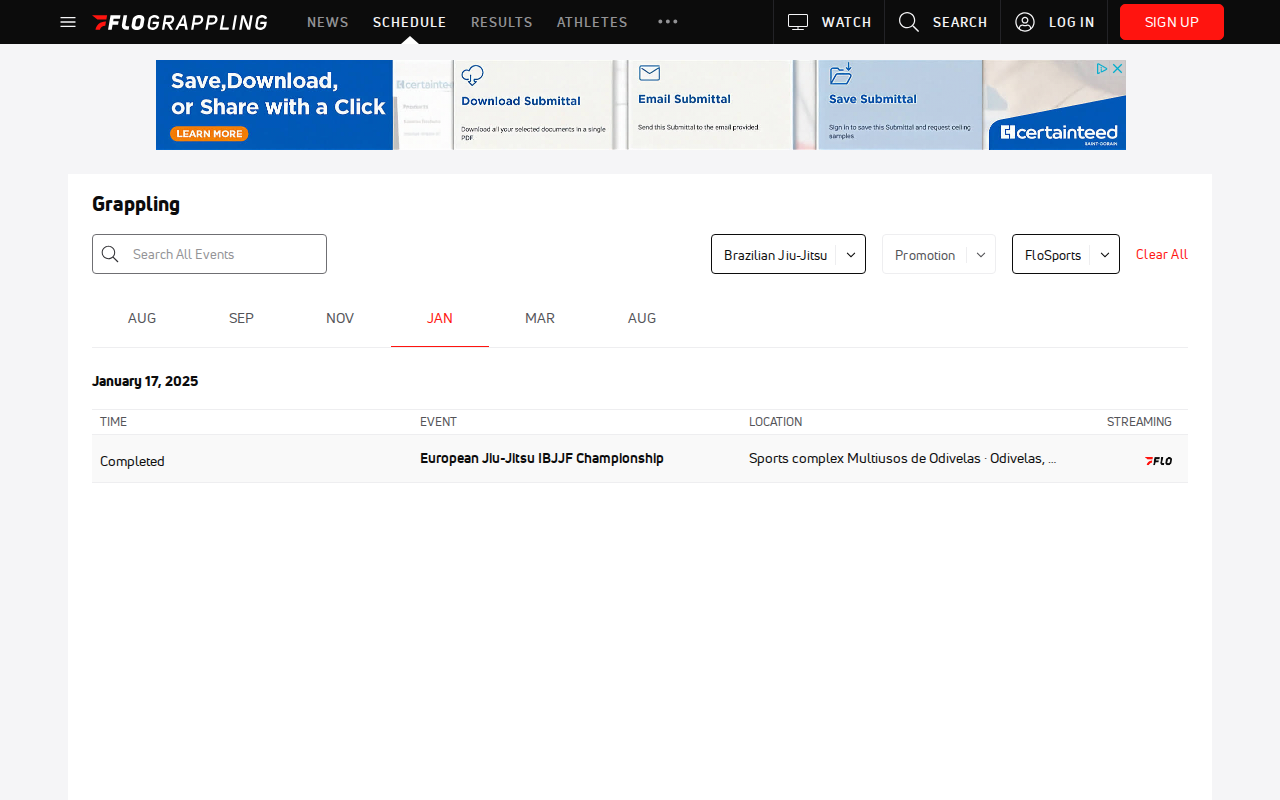 FLOGRAPPLING NEWS SCHEDULE RESULTS ATHLETES WATCH SEARCH LOG IN SIGN UP
Save,Download,
or Share with a Click
LEARN MORE
certainteed
Products
Download Submittal
Download all your selected documents in a single
PDF
Email Submittal
Send this Submittal to the email provided.
Save Submittal
Sign In to save this Submittal and request ceiling
samples
certainteed
SAINT-GOBAIN
Grappling
Search All Events
Brazilian Jiu-Jitsu
Promotion
FloSports
Clear All
AUG SEP NOV JAN MAR AUG
January 17, 2025
TIME EVENT LOCATION STREAMING
Completed European Jiu-Jitsu IBJJF Championship Sports complex Multiusos de Odivelas · Odivelas, ... FLO